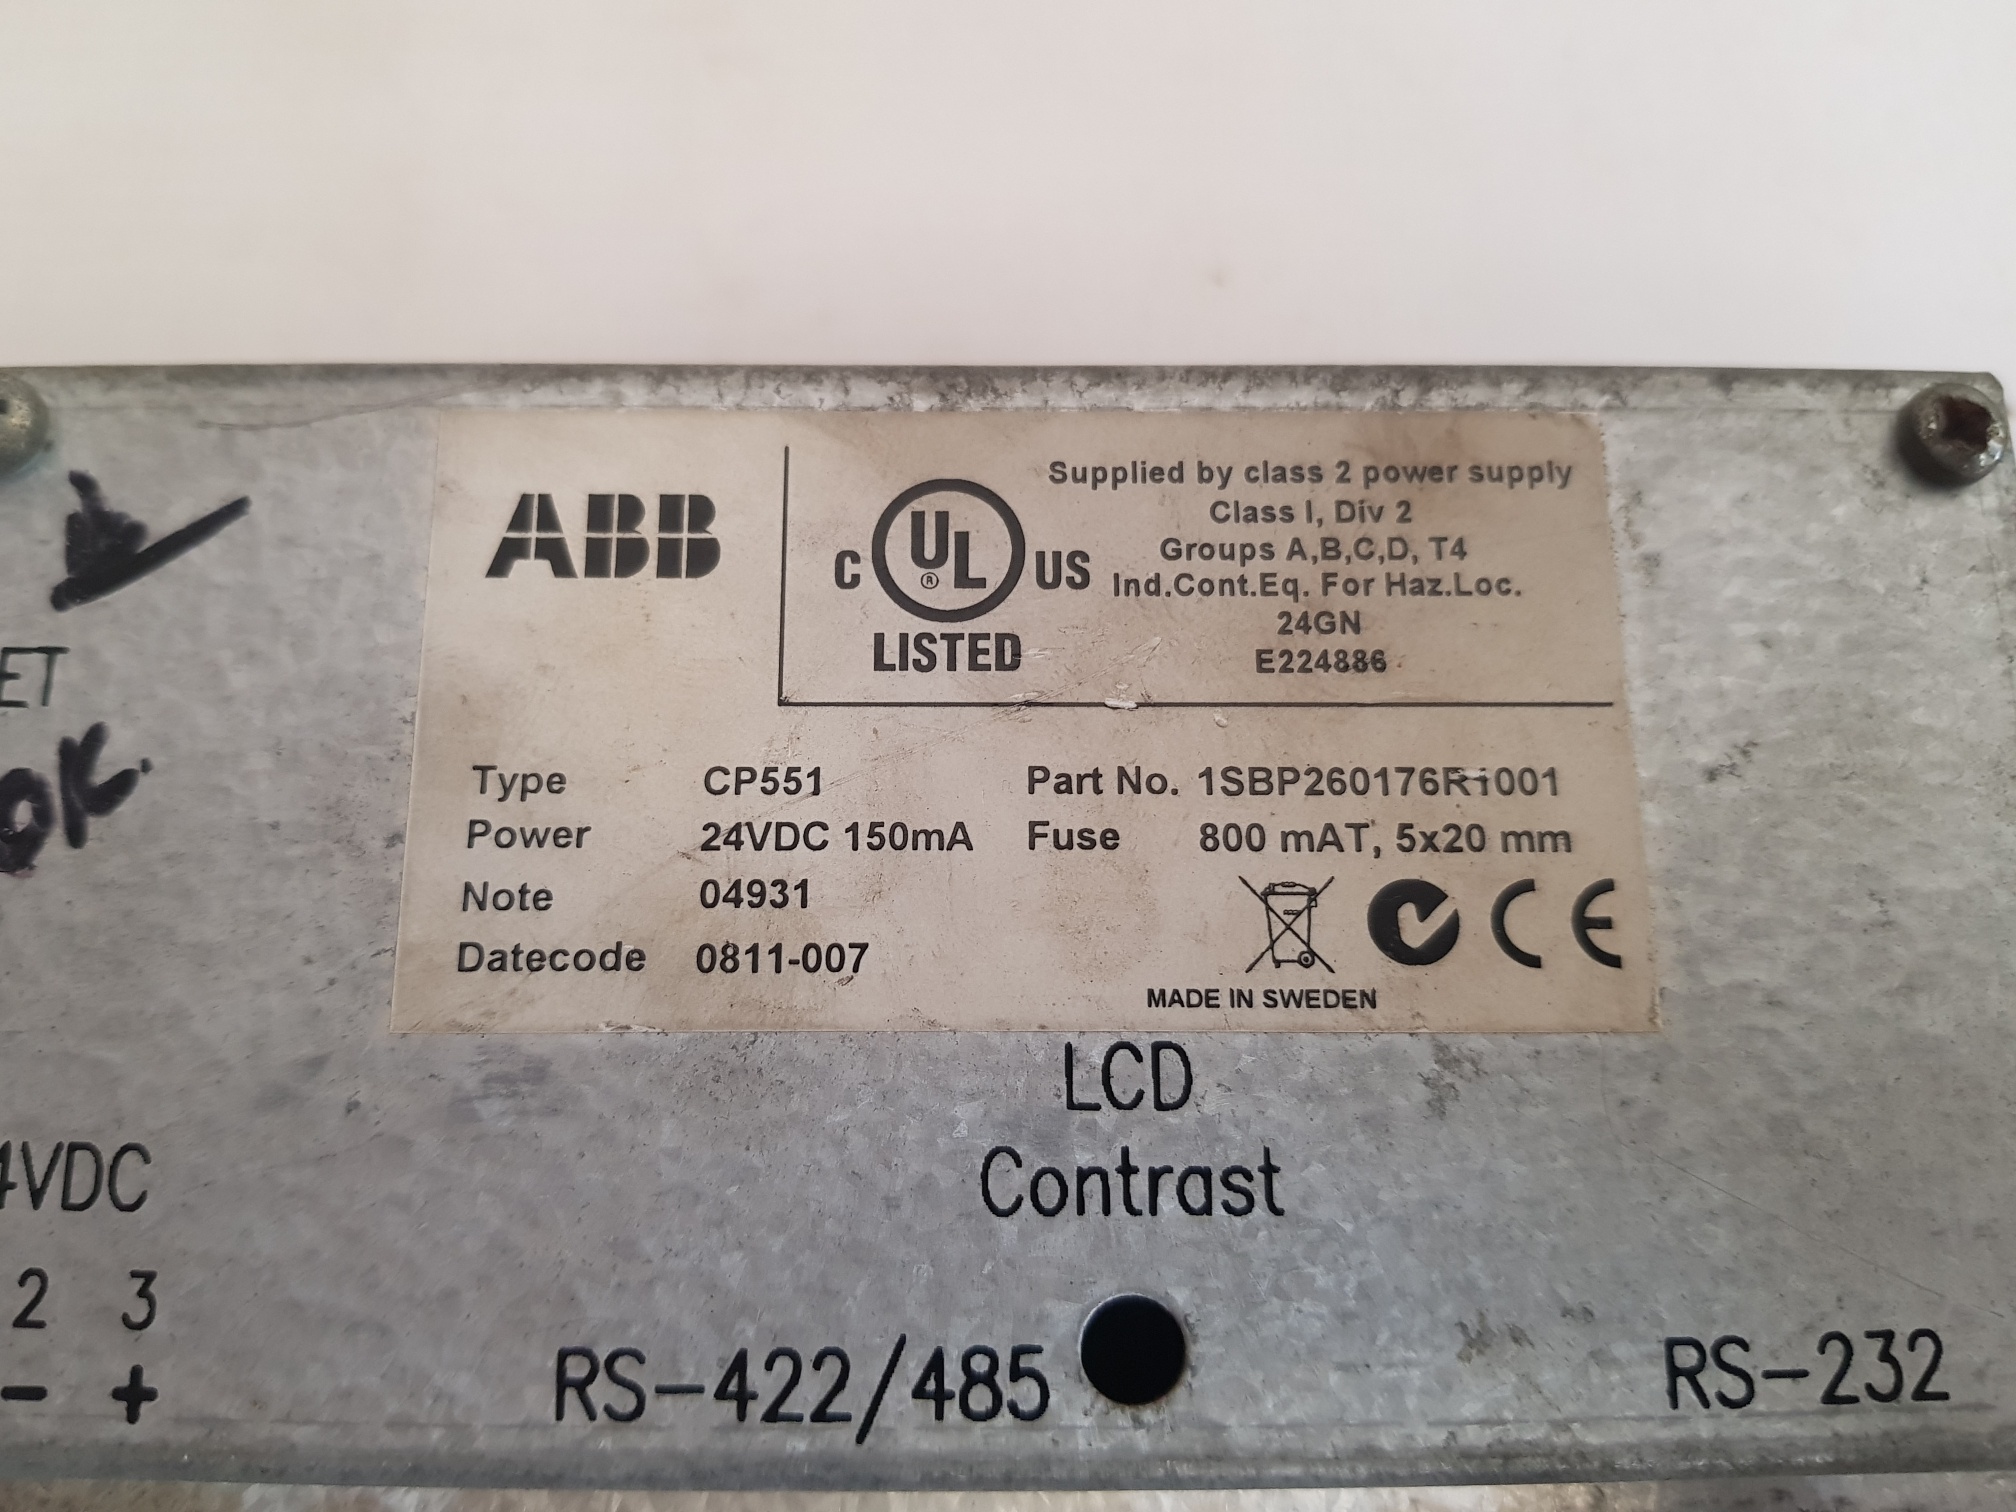 ABB
C UL US
®
LISTED
Supplied by class 2 power supply
Class I, Div 2
Groups A,B,C,D, T4
Ind.Cont.Eq. For Haz.Loc.
24GN
E224886
Type CP551 Part No. 1SBP260176R1001
Power 24VDC 150mA Fuse 800 mAT, 5x20 mm
Note 04931
Datecode 0811-007
CE
MADE IN SWEDEN
ET
OK.
LCD
Contrast
4VDC
2 3
- +
RS-422/485
RS-232